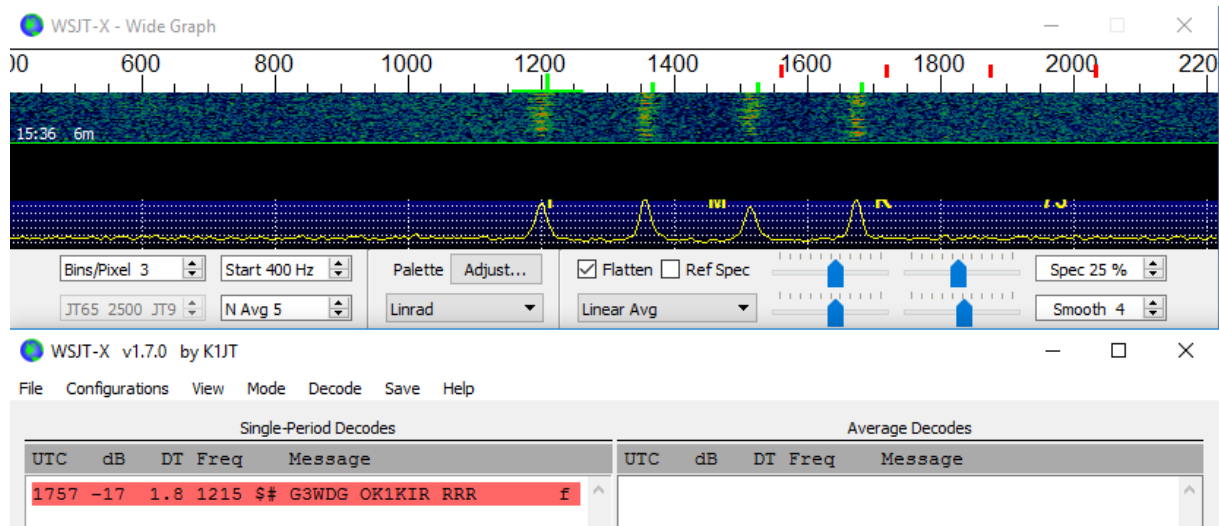 WSJT-X - Wide Graph
00 600 800 1000 1200 1400 1600 1800 2000 220
15:36 6m
M K 73
Bins/Pixel 3 Start 400 Hz Palette Adjust... Flatten Ref Spec Spec 25 %
JT65 2500 JT9 N Avg 5 Linrad Linear Avg Smooth 4
WSJT-X v1.7.0 by K1JT
File Configurations View Mode Decode Save Help
Single-Period Decodes Average Decodes
UTC dB DT Freq Message UTC dB DT Freq Message
1757 -17 1.8 1215 $# G3WDG OK1KIR RRR f